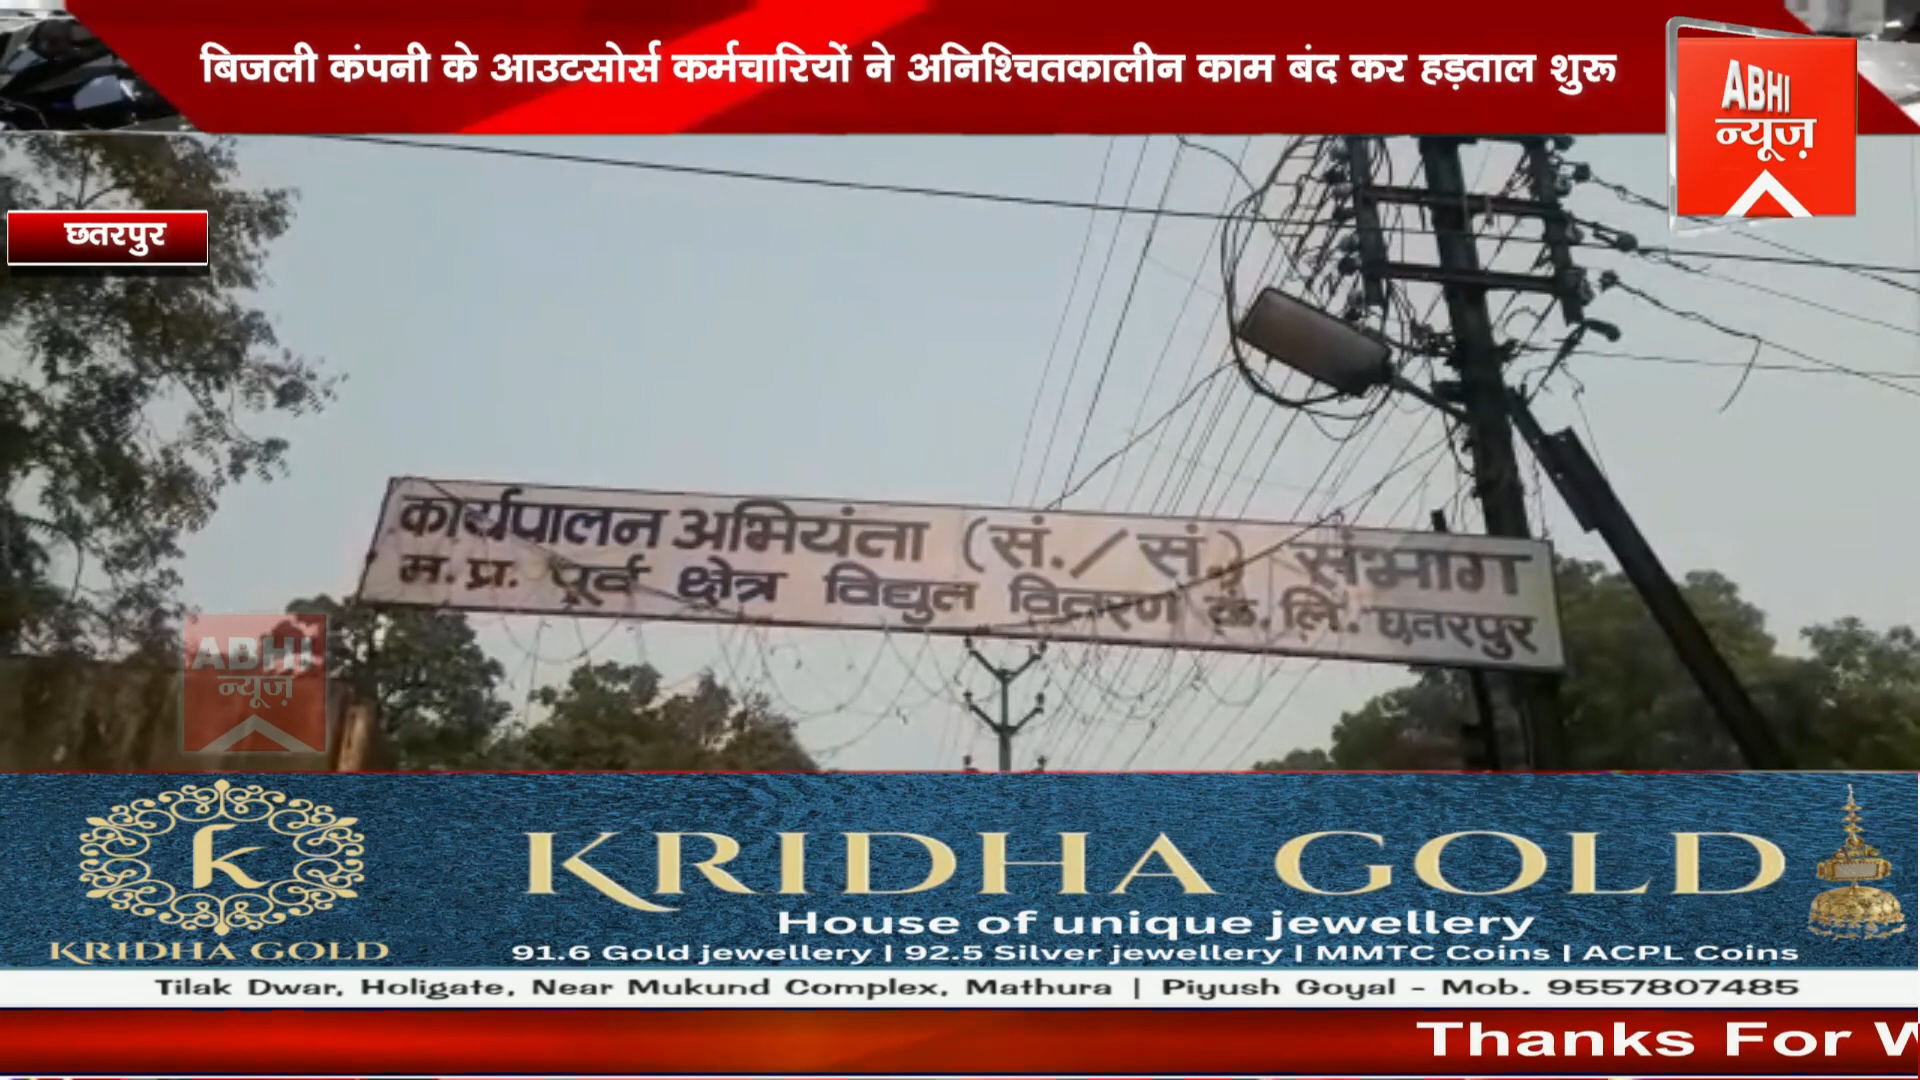 बिजली कंपनी के आउटसोर्स कर्मचारियों ने अनिश्चितकालीन काम बंद कर हड़ताल शुरू
ABHI
न्यूज़
छतरपुर
कार्यपालन अभियंता (सं./सं.) संभाग
म.प्र. पूर्व क्षेत्र विद्युत वितरण कं. लि. छतरपुर
ABHI
न्यूज़
K
KRIDHA GOLD
KRIDHA GOLD
House of unique jewellery
91.6 Gold jewellery | 92.5 Silver jewellery | MMTC Coins | ACPL Coins
Tilak Dwar, Holigate, Near Mukund Complex, Mathura | Piyush Goyal - Mob. 9557807485
Thanks For